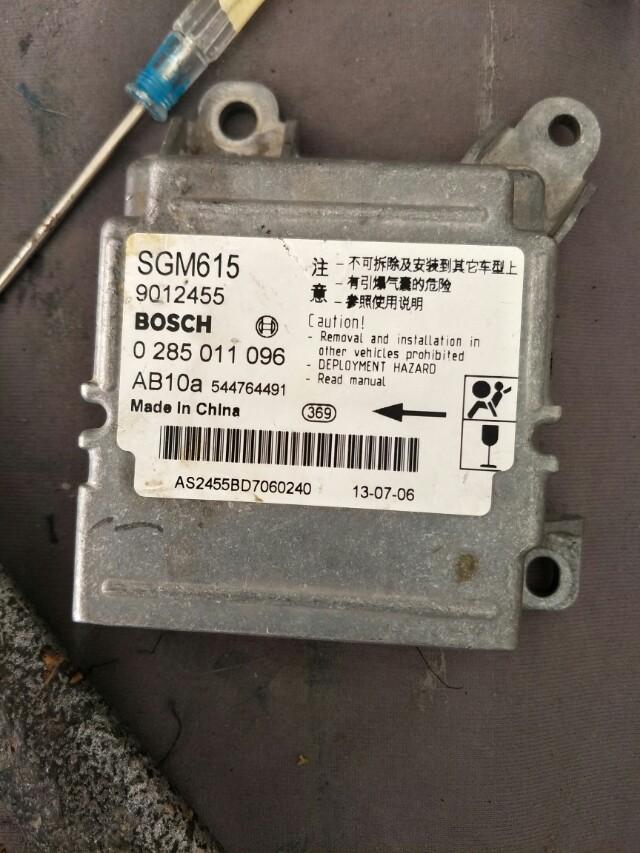 SGM615
9012455
BOSCH
0 285 011 096
AB10a 544764491
Made in China
369
注意
- 不可拆除及安装到其它车型上
- 有引爆气囊的危险
- 参照使用说明
Caution!
- Removal and installation in
other vehicles prohibited
- DEPLOYMENT HAZARD
- Read manual
AS2455BD7060240
13-07-06